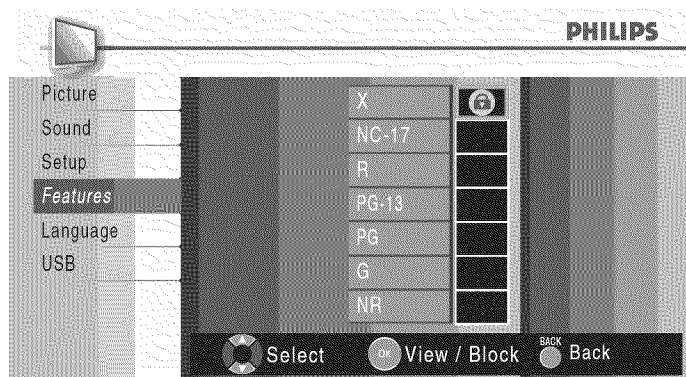 PHILIPS
Picture
Sound
Setup
Features
Language
USB
X
NC-17
R
PG-13
PG
G
NR
Select
OK
View / Block
BACK
Back